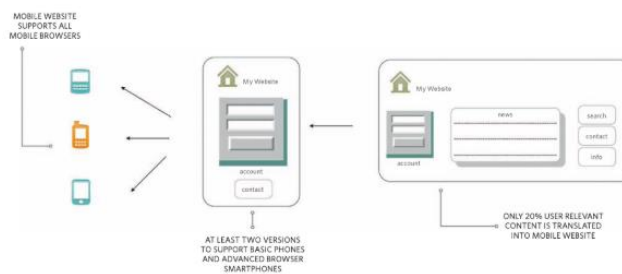 MOBILE WEBSITE
SUPPORTS ALL
MOBILE BROWSERS
My Website
account
contact
AT LEAST TWO VERSIONS
TO SUPPORT BASIC PHONES
AND ADVANCED BROWSER
SMARTPHONES
My Website
account
news
search
contact
info
ONLY 20% USER RELEVANT
CONTENT IS TRANSLATED
INTO MOBILE WEBSITE